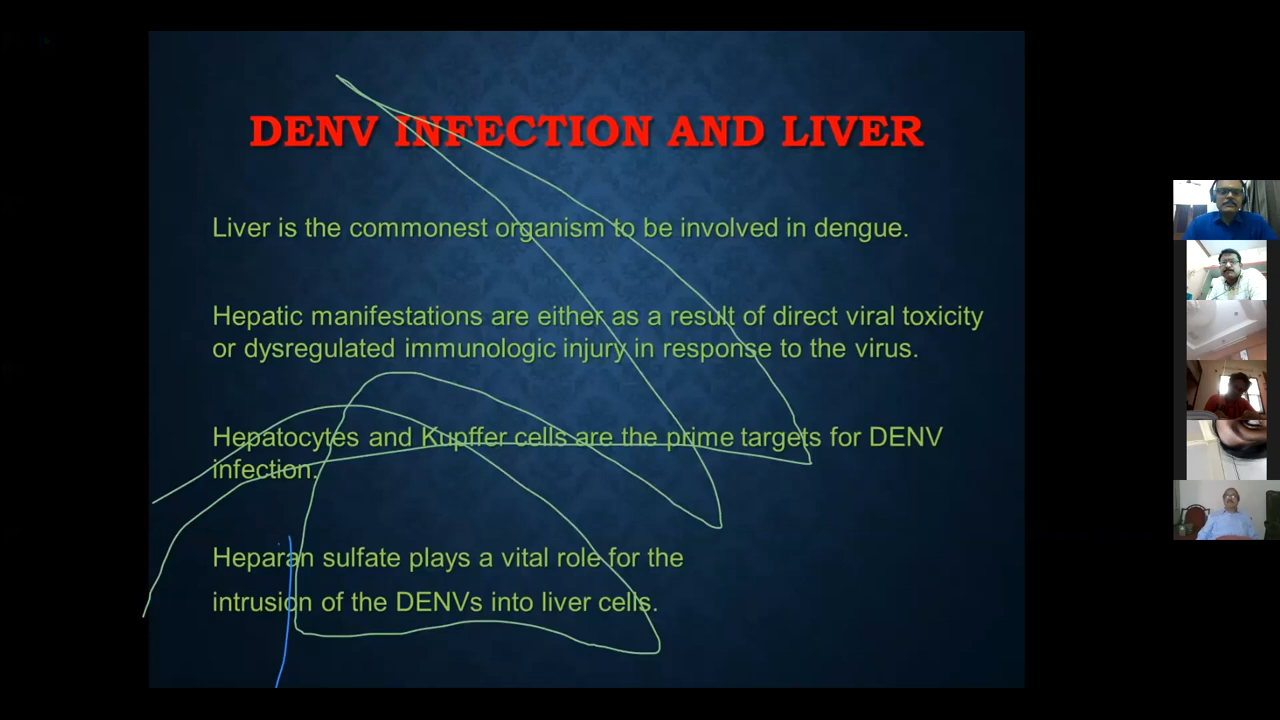 DENV INFECTION AND LIVER
Liver is the commonest organism to be involved in dengue.
Hepatic manifestations are either as a result of direct viral toxicity
or dysregulated immunologic injury in response to the virus.
Hepatocytes and Kupffer cells are the prime targets for DENV
infection.
Heparan sulfate plays a vital role for the
intrusion of the DENVs into liver cells.